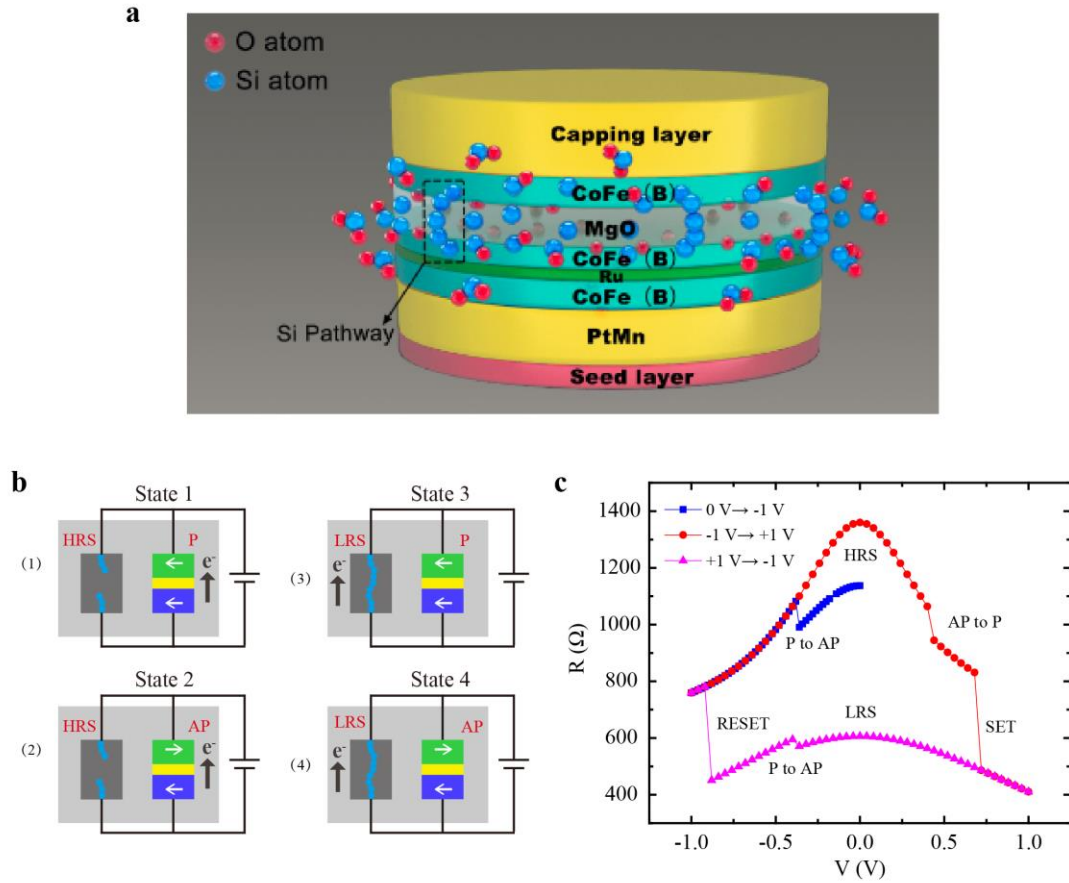 a
O atom
Si atom
Capping layer
CoFe (B)
MgO
CoFe (B)
Ru
CoFe (B)
Si Pathway
PtMn
Seed layer
b
State 1
HRS
P
(1)
e-
State 3
LRS
P
(3)
e-
State 2
HRS
AP
(2)
e-
State 4
LRS
AP
(4)
e-
c
0 V→ -1 V
-1 V→ +1 V
+1 V→ -1 V
HRS
AP to P
P to AP
RESET
LRS
SET
P to AP
R (Ω)
1400
1200
1000
800
600
400
-1.0
-0.5
0.0
0.5
1.0
V (V)